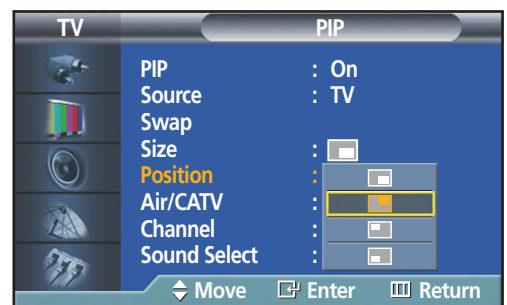 TV PIP
PIP : On
Source : TV
Swap
Size :
Position :
Air/CATV :
Channel :
Sound Select :
Move Enter Return